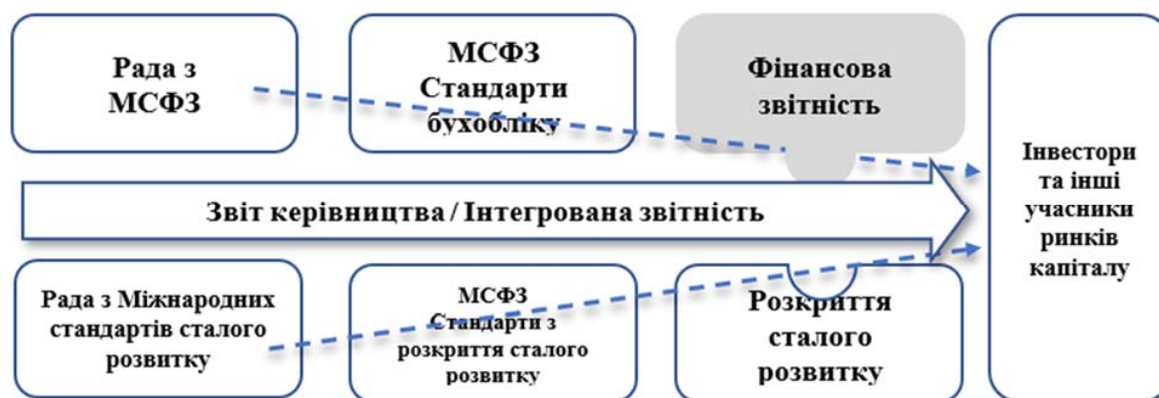 Рада з
МСФЗ
МСФЗ
Стандарти
бухобліку
Фінансова
звітність
Інвестори
та інші
учасники
ринків
капіталу
Звіт керівництва / Інтегрована звітність
Рада з Міжнародних
стандартів сталого
розвитку
МСФЗ
Стандарти з
розкриття сталого
розвитку
Розкриття
сталого
розвитку